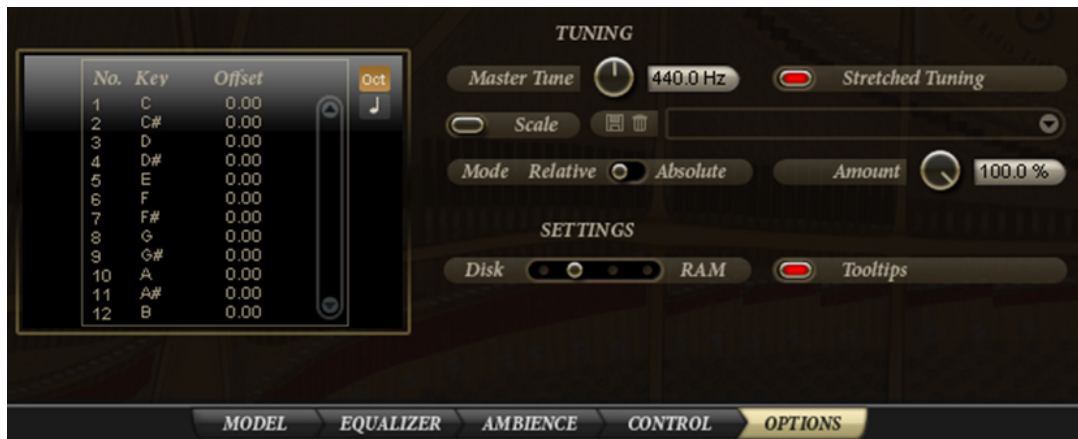 TUNING
No. Key Offset
Oct
1 C 0.00
2 C# 0.00
3 D 0.00
4 D# 0.00
5 E 0.00
6 F 0.00
7 F# 0.00
8 G 0.00
9 G# 0.00
10 A 0.00
11 A# 0.00
12 B 0.00
Master Tune 440.0 Hz Stretched Tuning
Scale
Mode Relative Absolute Amount 100.0 %
SETTINGS
Disk RAM Tooltips
MODEL EQUALIZER AMBIENCE CONTROL OPTIONS